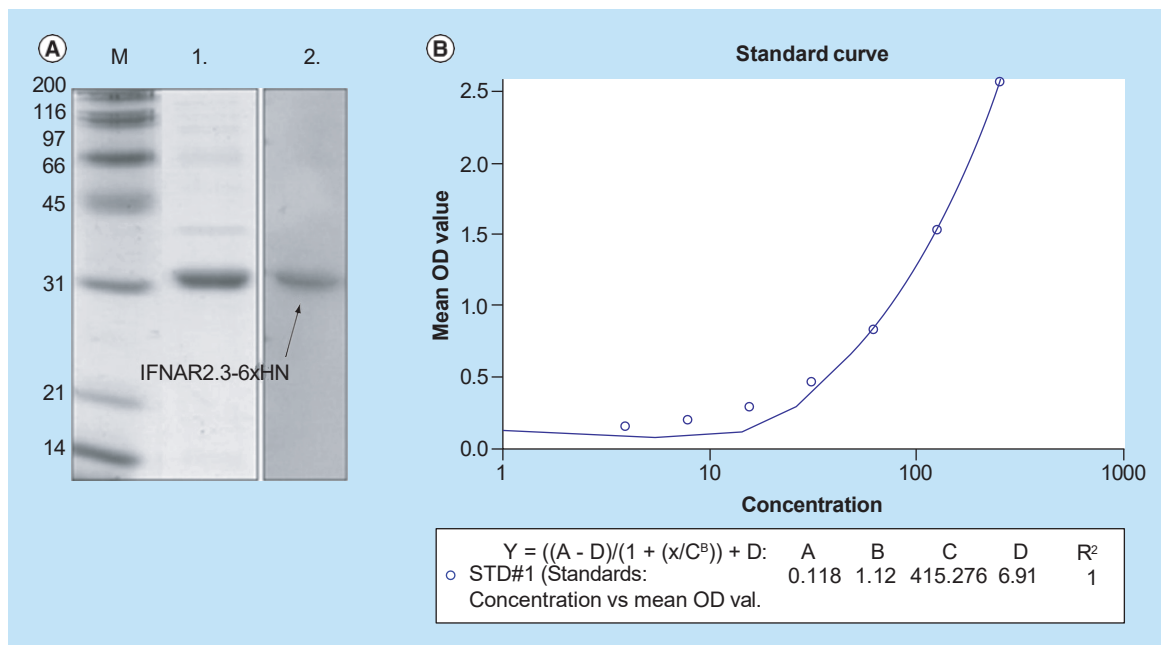 A
M 1. 2.
200
116
97
66
45
31
21
14
IFNAR2.3-6xHN
B
Standard curve
Mean OD value
2.5
2.0
1.5
1.0
0.5
0.0
1 10 100 1000
Concentration
Y = ((A - D)/(1 + (x/Cᴮ)) + D: A B C D R²
STD#1 (Standards: 0.118 1.12 415.276 6.91 1
Concentration vs mean OD val.